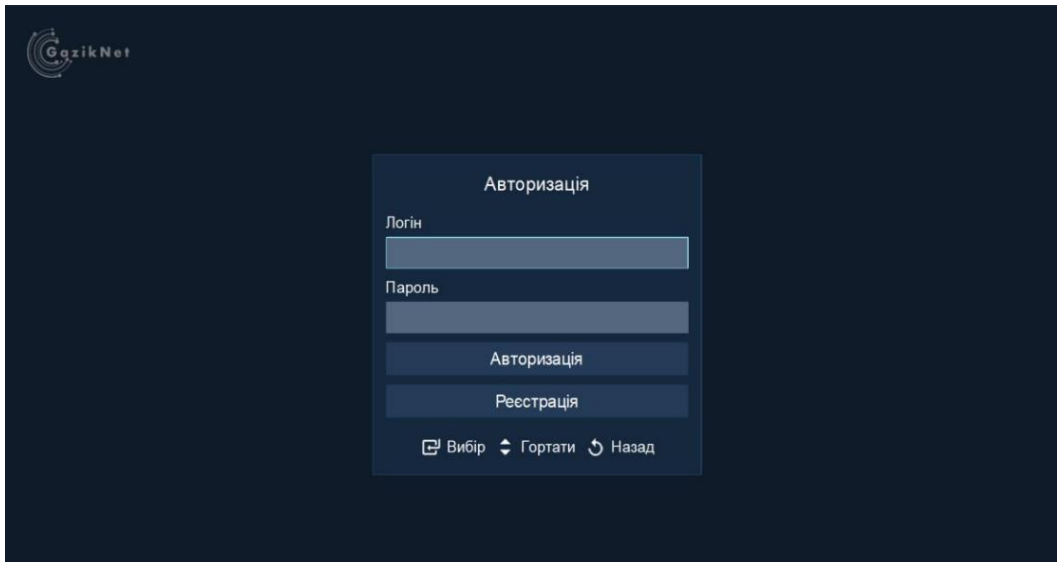 GazikNet
Авторизація
Логін
Пароль
Авторизація
Реєстрація
Вибір Гортати Назад